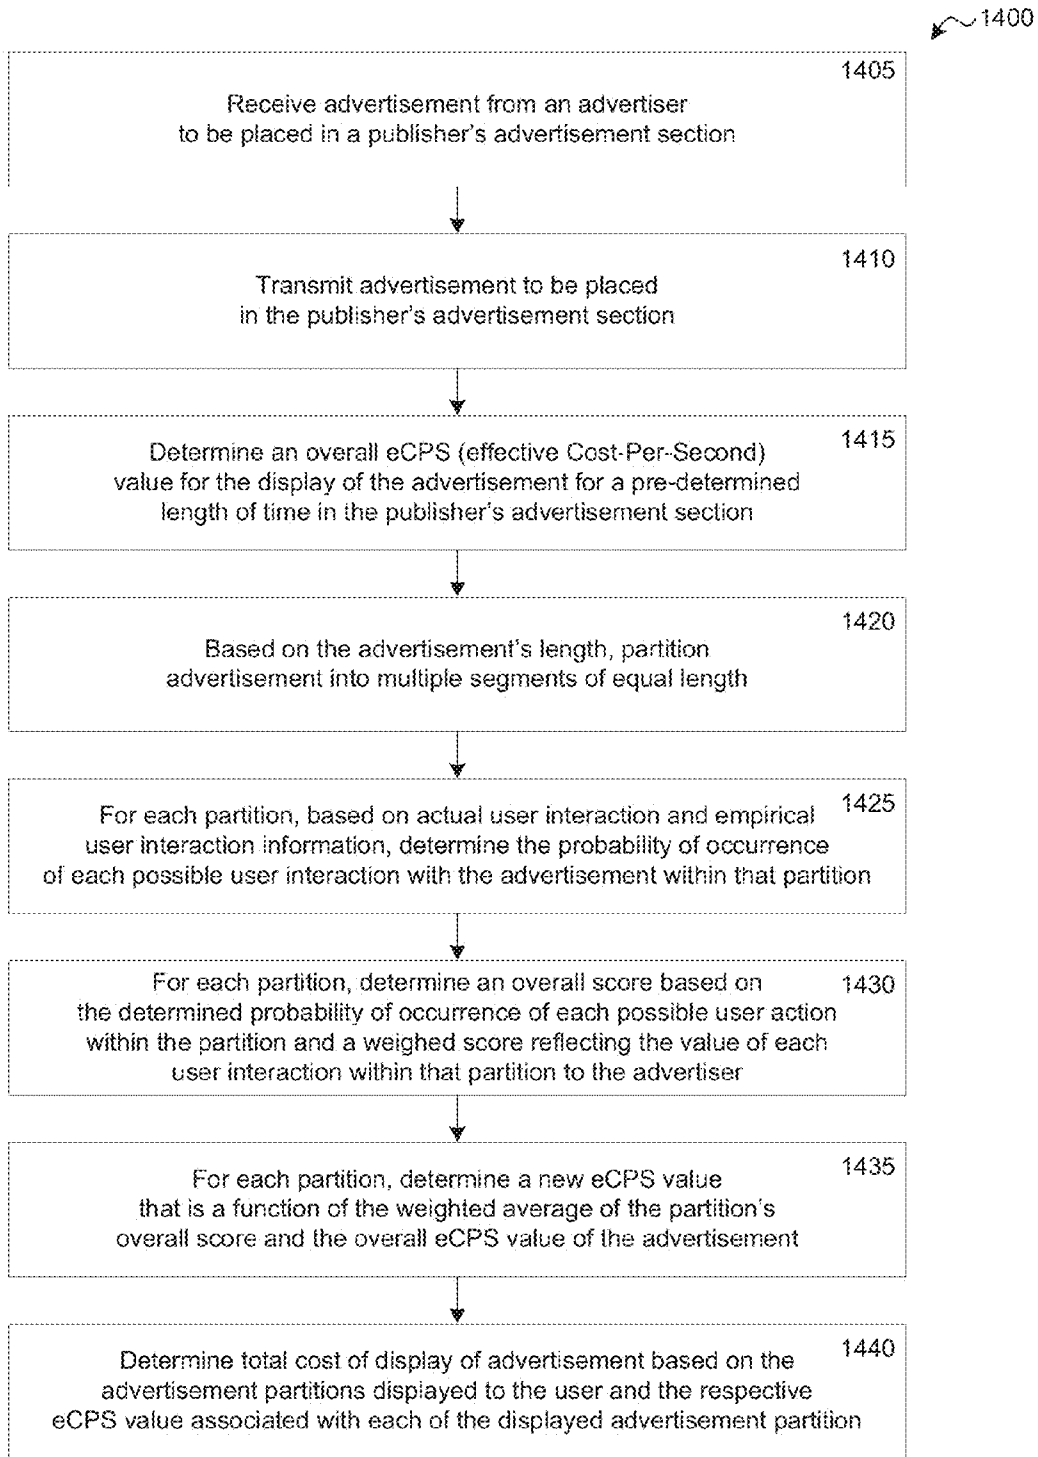 1400
1405
Receive advertisement from an advertiser
to be placed in a publisher's advertisement section
1410
Transmit advertisement to be placed
in the publisher's advertisement section
1415
Determine an overall eCPS (effective Cost-Per-Second)
value for the display of the advertisement for a pre-determined
length of time in the publisher's advertisement section
1420
Based on the advertisement's length, partition
advertisement into multiple segments of equal length
1425
For each partition, based on actual user interaction and empirical
user interaction information, determine the probability of occurrence
of each possible user interaction with the advertisement within that partition
1430
For each partition, determine an overall score based on
the determined probability of occurrence of each possible user action
within the partition and a weighed score reflecting the value of each
user interaction within that partition to the advertiser
1435
For each partition, determine a new eCPS value
that is a function of the weighted average of the partition's
overall score and the overall eCPS value of the advertisement
1440
Determine total cost of display of advertisement based on the
advertisement partitions displayed to the user and the respective
eCPS value associated with each of the displayed advertisement partition